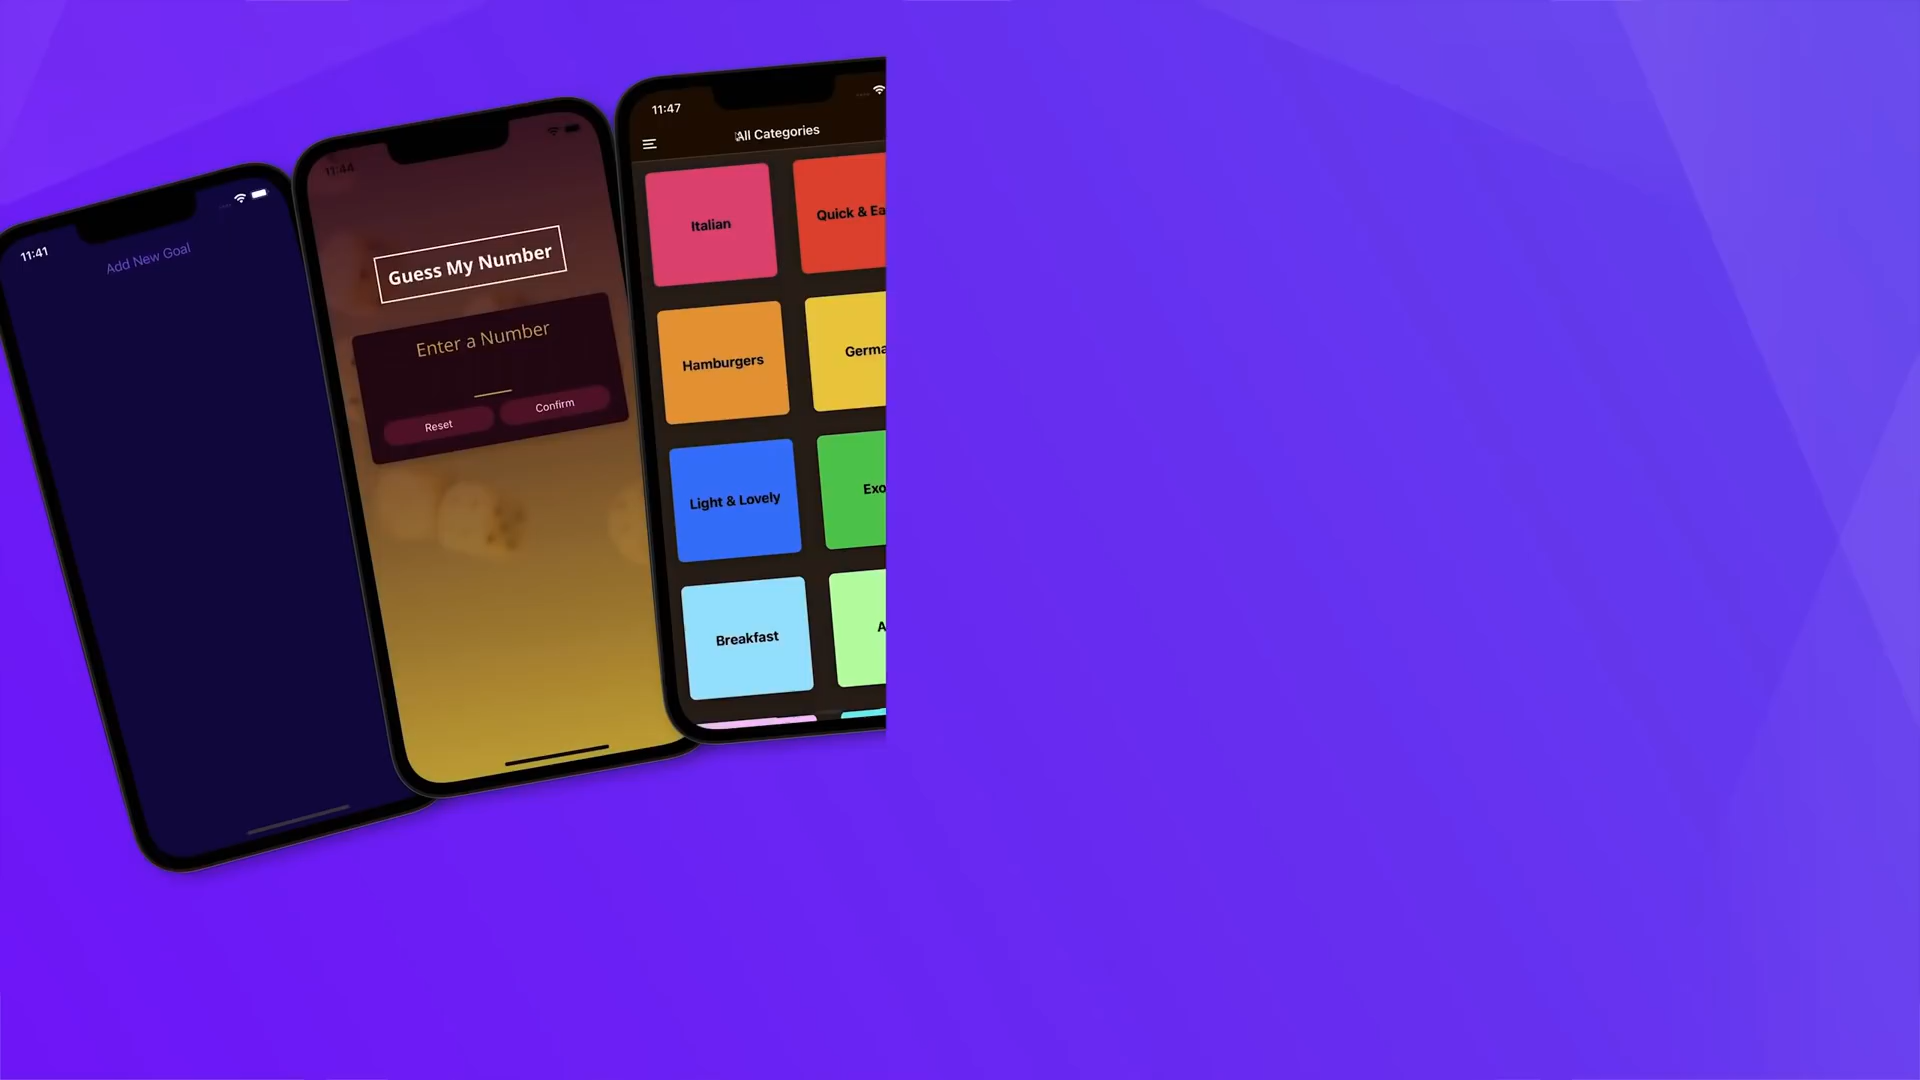 11:41
Add New Goal
11:44
Guess My Number
Enter a Number
Reset
Confirm
11:47
All Categories
Italian
Quick & Ea
Hamburgers
Germa
Light & Lovely
Exo
Breakfast
A